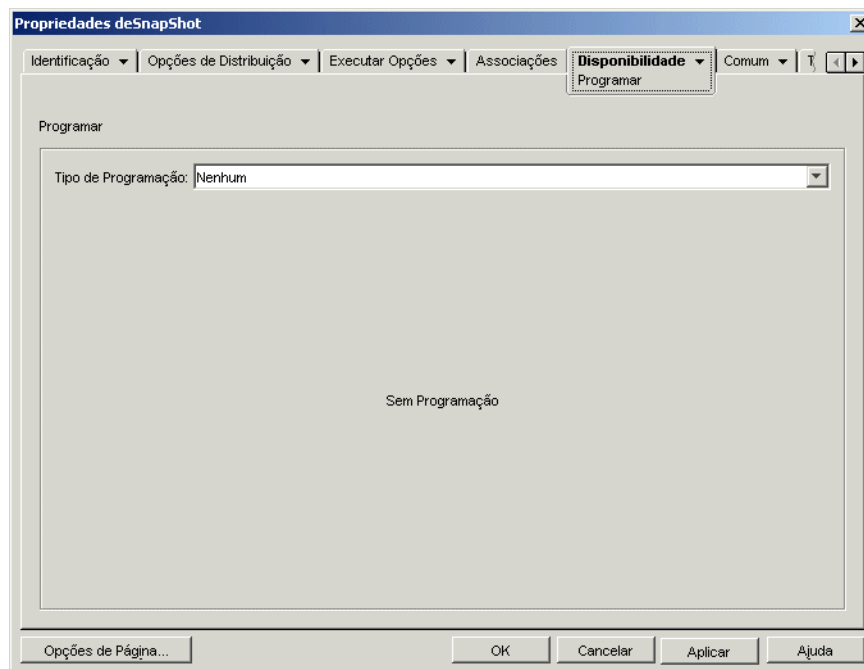 Propriedades deSnapShot
Identificação Opções de Distribuição Executar Opções Associações Disponibilidade Comum
Programar
Programar
Tipo de Programação: Nenhum
Sem Programação
Opções de Página... OK Cancelar Aplicar Ajuda